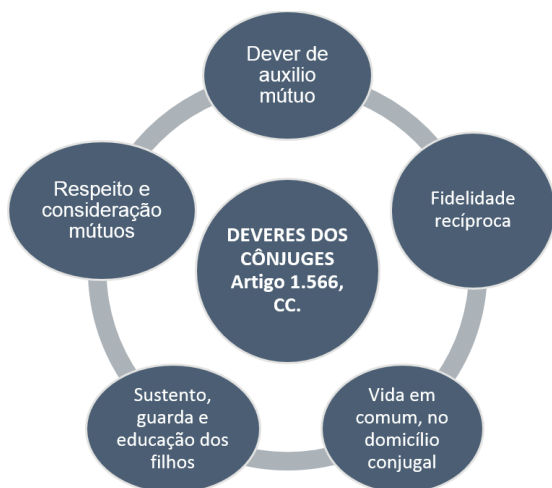 Dever de
auxilio
mútuo
Fidelidade
recíproca
Vida em
comum, no
domicílio
conjugal
Sustento,
guarda e
educação dos
filhos
Respeito e
consideração
mútuos
DEVERES DOS
CÔNJUGES
Artigo 1.566,
CC.